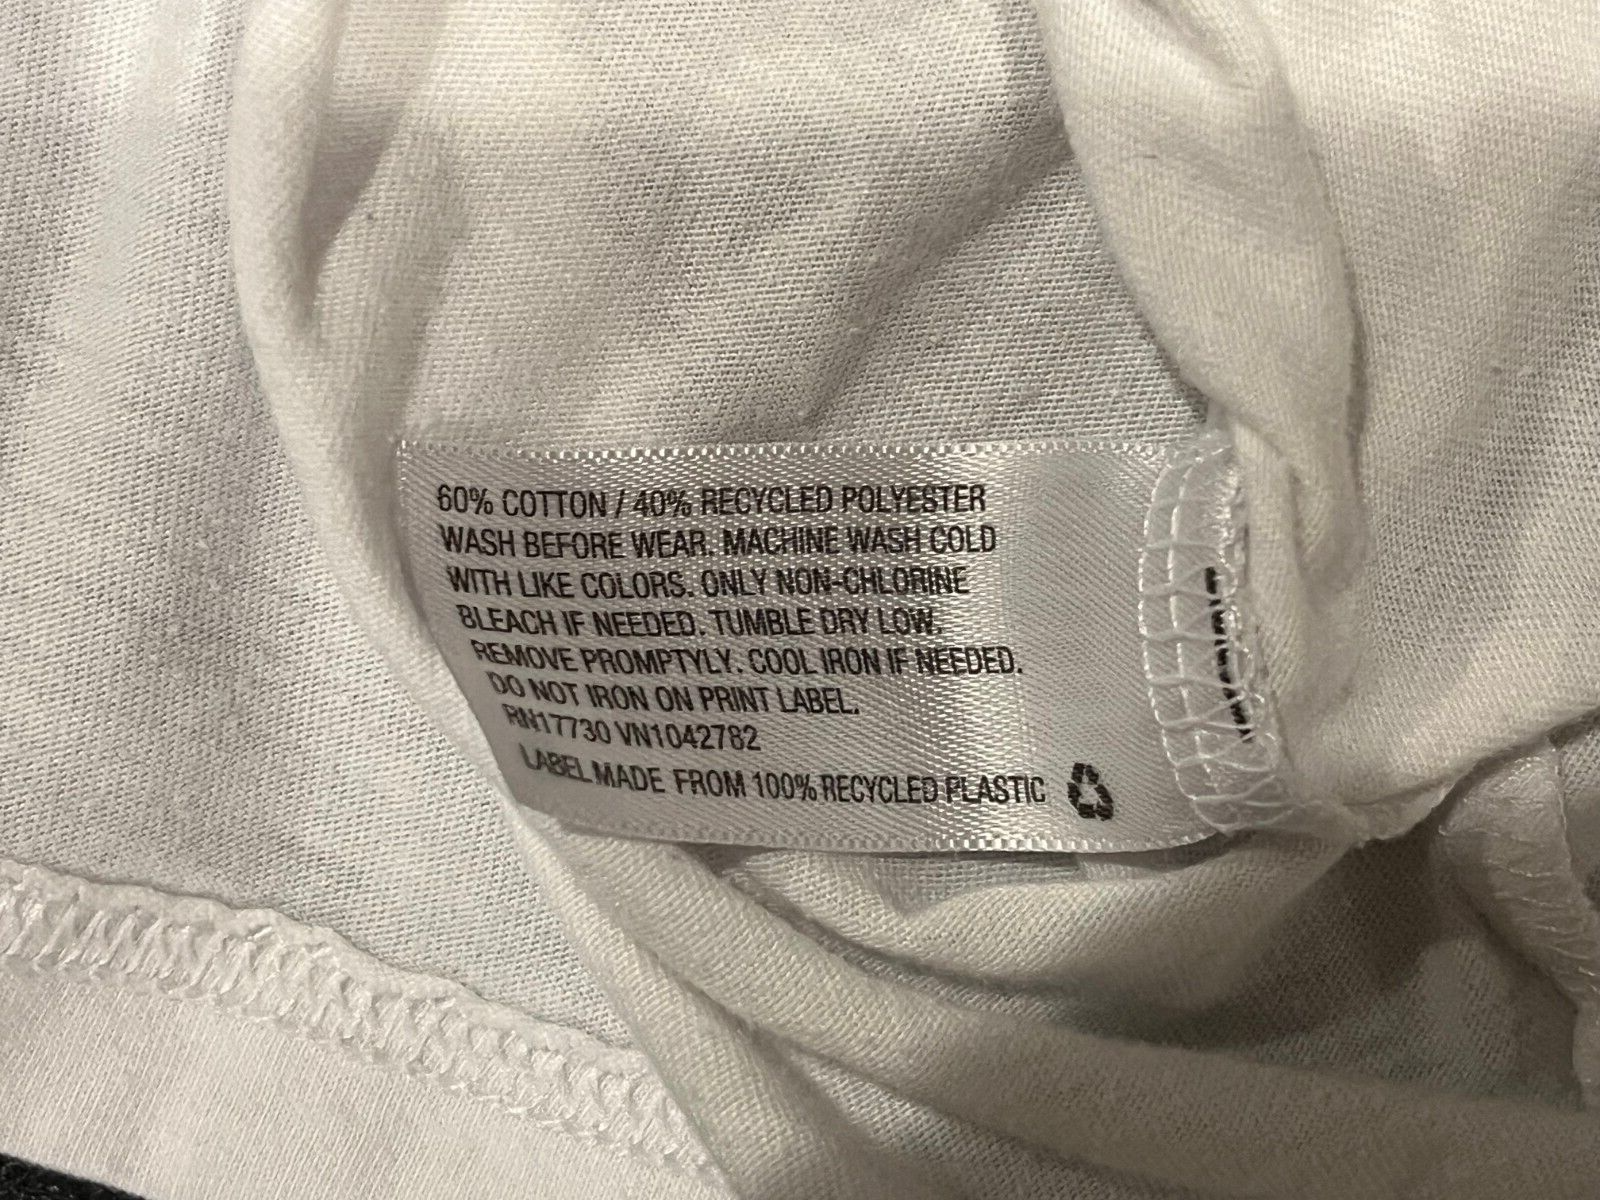 60% COTTON / 40% RECYCLED POLYESTER
WASH BEFORE WEAR. MACHINE WASH COLD
WITH LIKE COLORS. ONLY NON-CHLORINE
BLEACH IF NEEDED. TUMBLE DRY LOW.
REMOVE PROMPTYLY. COOL IRON IF NEEDED.
DO NOT IRON ON PRINT LABEL.
RN17730 VN1042782
LABEL MADE FROM 100% RECYCLED PLASTIC